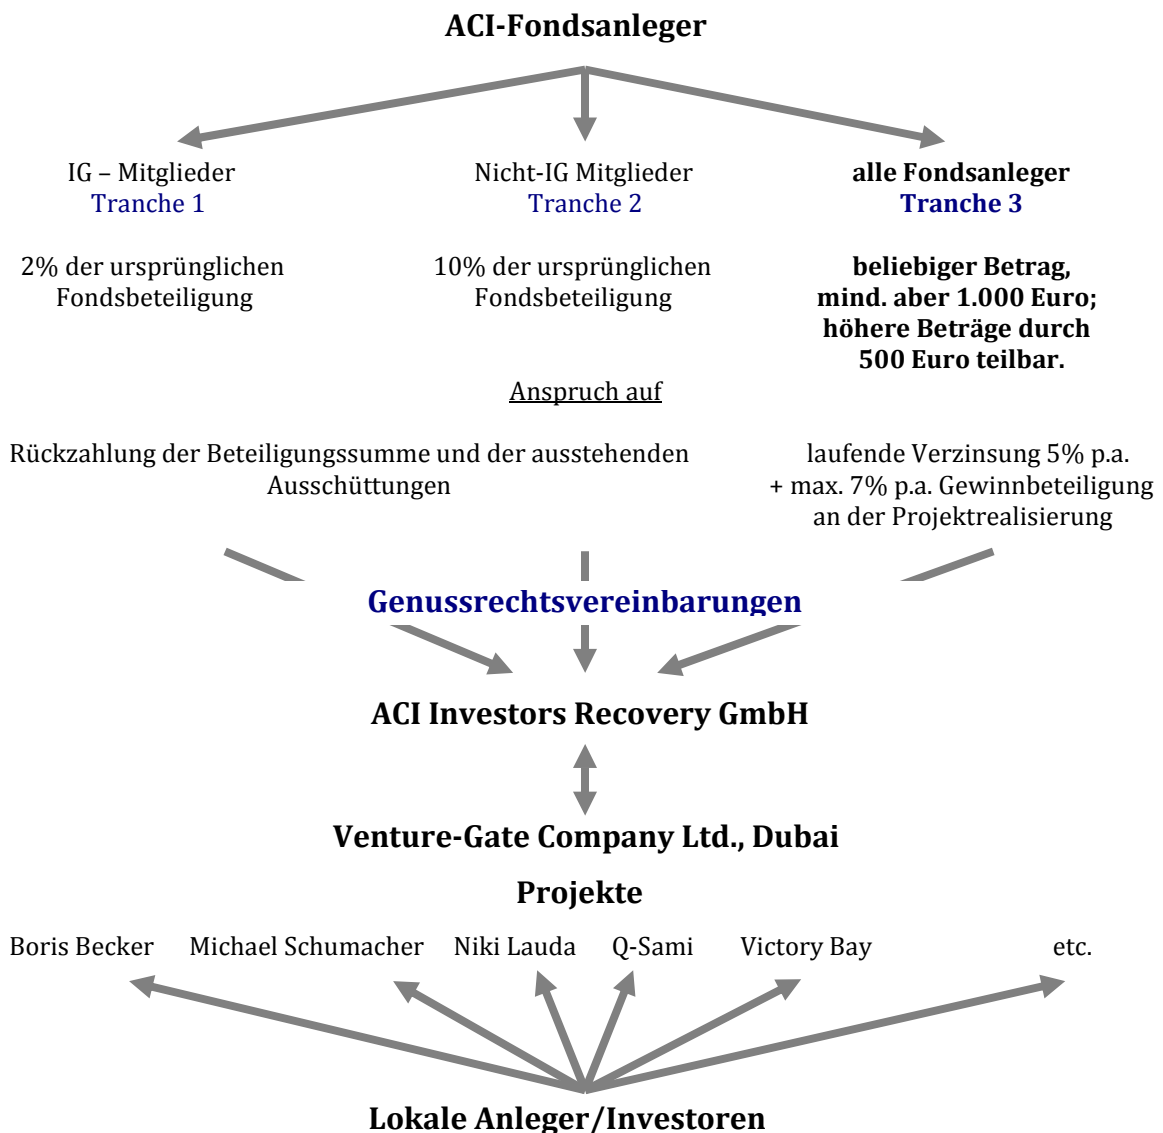 ACI-Fondsanleger
IG – Mitglieder
Tranche 1
2% der ursprünglichen
Fondsbeteiligung
Nicht-IG Mitglieder
Tranche 2
10% der ursprünglichen
Fondsbeteiligung
alle Fondsanleger
Tranche 3
beliebiger Betrag,
mind. aber 1.000 Euro;
höhere Beträge durch
500 Euro teilbar.
Anspruch auf
Rückzahlung der Beteiligungssumme und der ausstehenden
Ausschüttungen
laufende Verzinsung 5% p.a.
+ max. 7% p.a. Gewinnbeteiligung
an der Projektrealisierung
Genussrechtsvereinbarungen
ACI Investors Recovery GmbH
Venture-Gate Company Ltd., Dubai
Projekte
Boris Becker Michael Schumacher Niki Lauda Q-Sami Victory Bay etc.
Lokale Anleger/Investoren